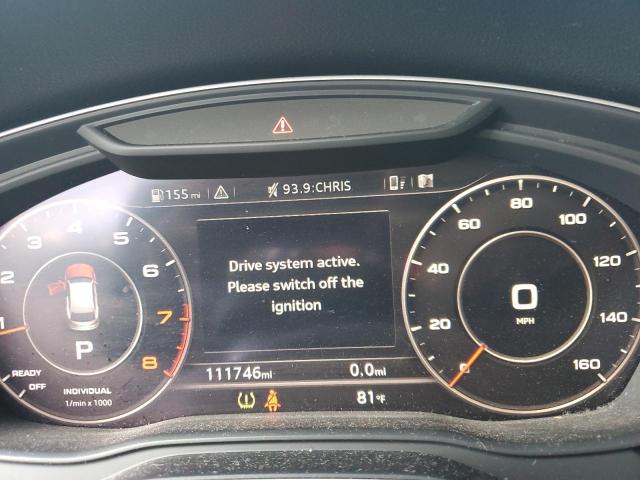 155 mi
93.9:CHRIS
Drive system active.
Please switch off the
ignition
1 2 3 4 5 6 7 8
P
READY
OFF
INDIVIDUAL
1/min x 1000
0 20 40 60 80 100 120 140 160
0
MPH
111746mi 0.0mi
81°F